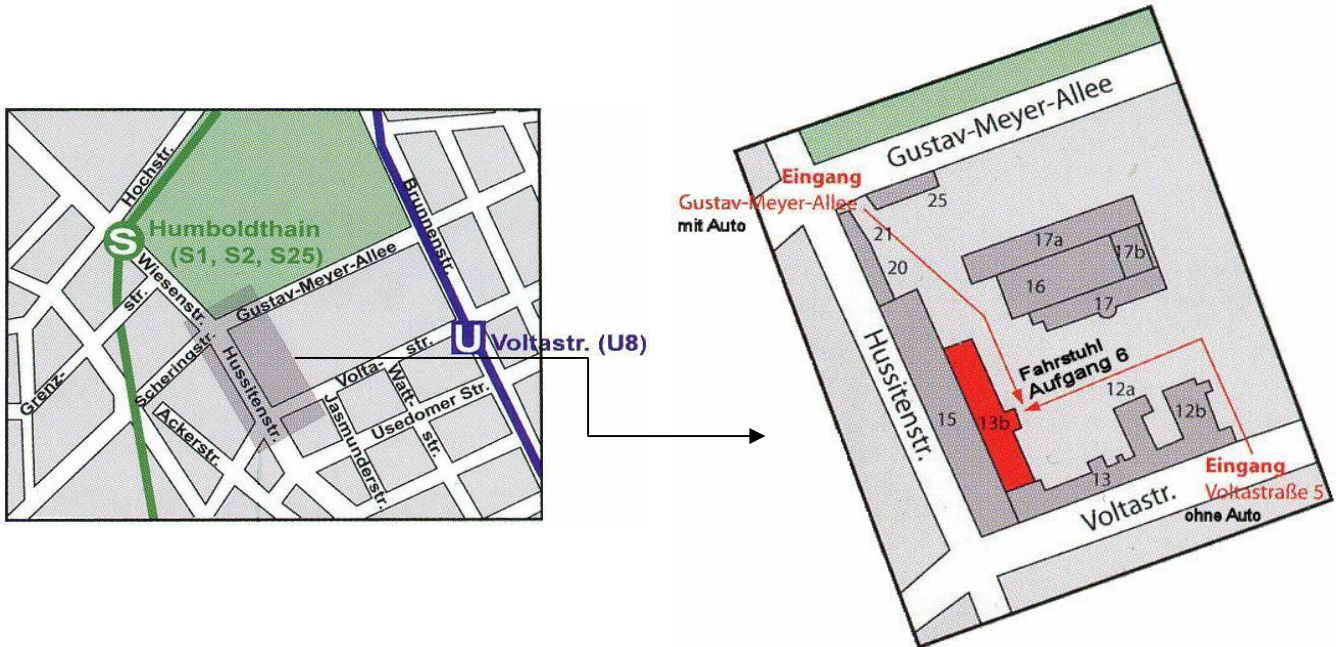 Hochstr.
S
Humboldthain
(S1, S2, S25)
Brunnenstr.
Gustav-Meyer-Allee
Wiesenstr.
str.
Grenz-
Scheringstr.
Hussitenstr.
Ackerstr.
U
Voltastr. (U8)
Volta-
str.
Watt-
str.
Jasmunderstr.
Usedomer Str.
Gustav-Meyer-Allee
Eingang
Gustav-Meyer-Allee
mit Auto
25
21
20
17a
17b
16
17
Hussitenstr.
Fahrstuhl
Aufgang 6
15
13b
12a
12b
13
Eingang
Voltastraße 5
ohne Auto
Voltastr.